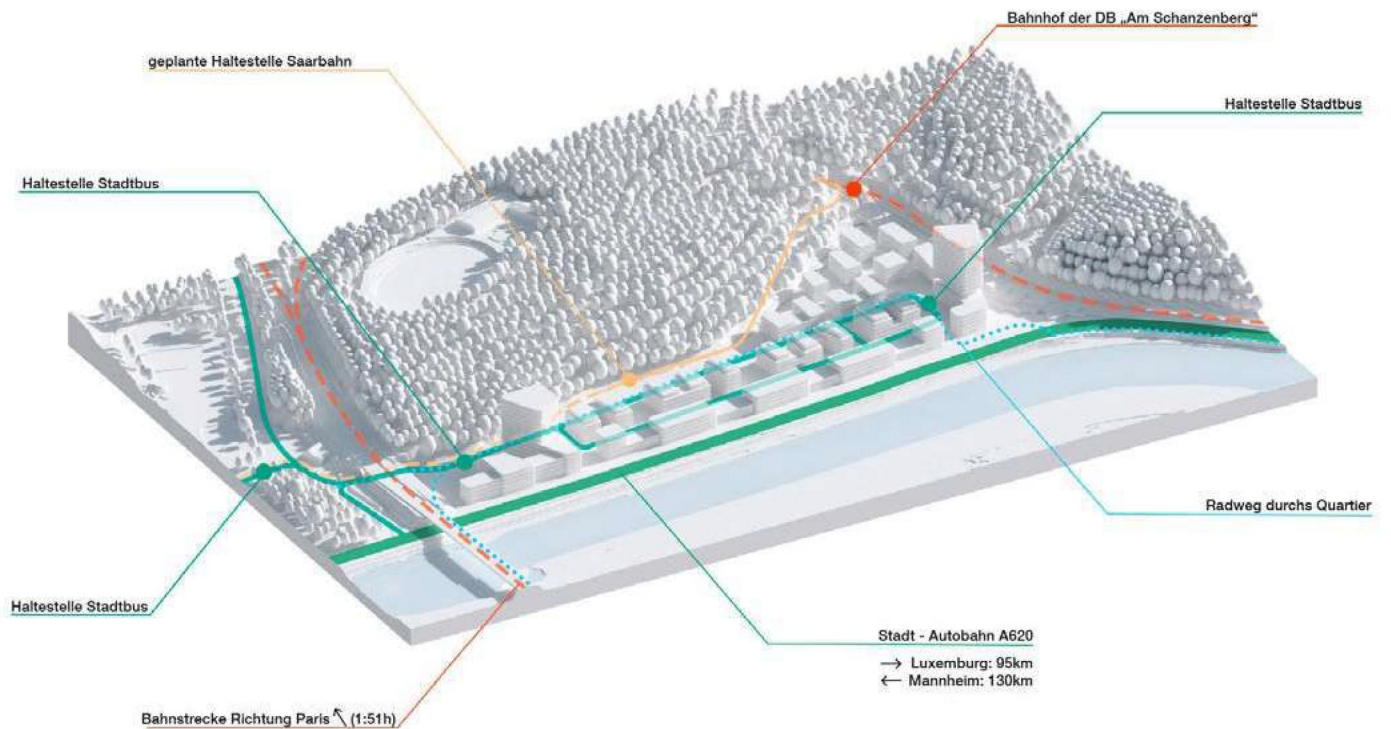 Bahnhof der DB „Am Schanzenberg“
geplante Haltestelle Saarbahn
Haltestelle Stadtbus
Haltestelle Stadtbus
Radweg durchs Quartier
Haltestelle Stadtbus
Stadt - Autobahn A620
→ Luxemburg: 95km
← Mannheim: 130km
Bahnstrecke Richtung Paris ↖ (1:51h)